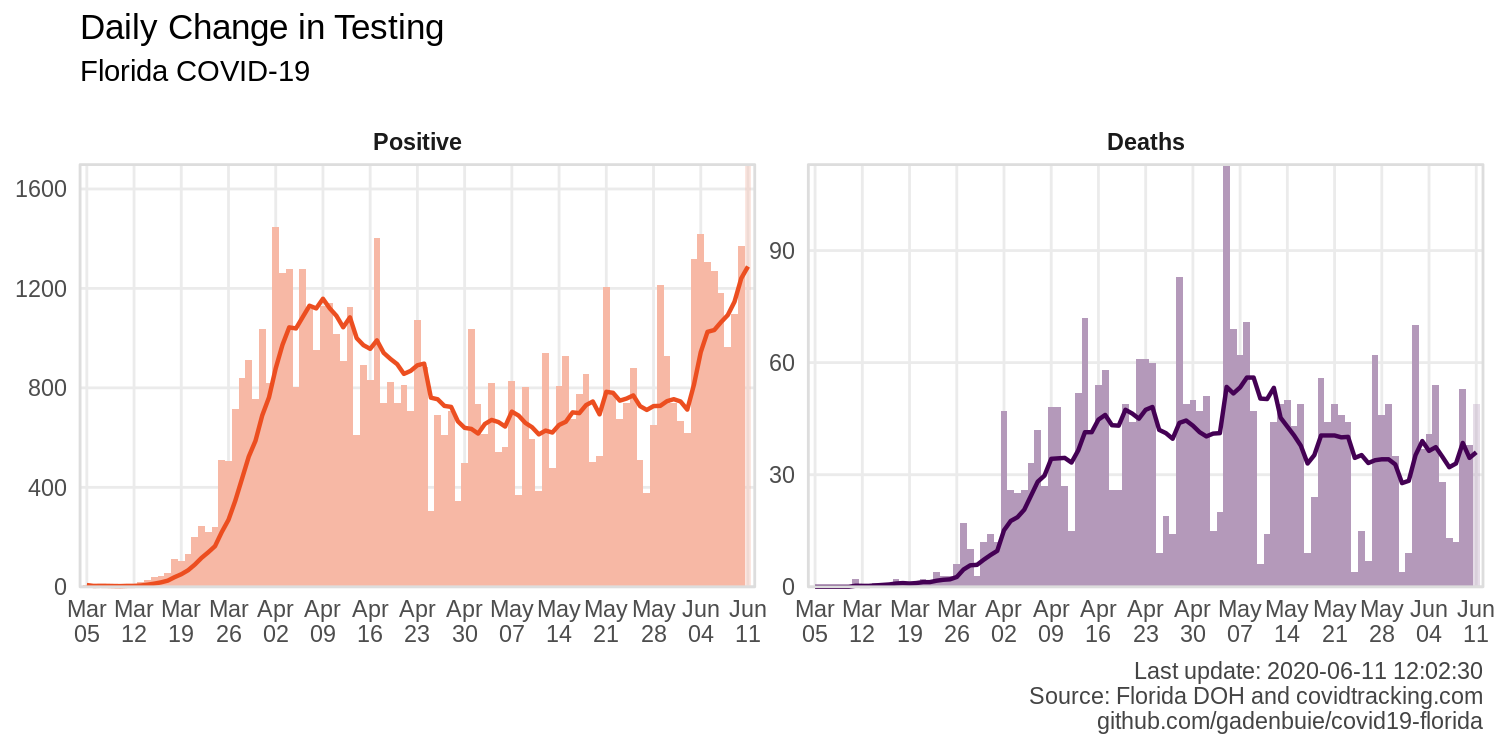 Daily Change in Testing
Florida COVID-19
Positive
1600
1200
800
400
0
Mar Mar Mar Mar Apr Apr Apr Apr Apr May May May May Jun Jun
05 12 19 26 02 09 16 23 30 07 14 21 28 04 11
Deaths
90
60
30
0
Mar Mar Mar Mar Apr Apr Apr Apr Apr May May May May Jun Jun
05 12 19 26 02 09 16 23 30 07 14 21 28 04 11
Last update: 2020-06-11 12:02:30
Source: Florida DOH and covidtracking.com
github.com/gadenbuie/covid19-florida